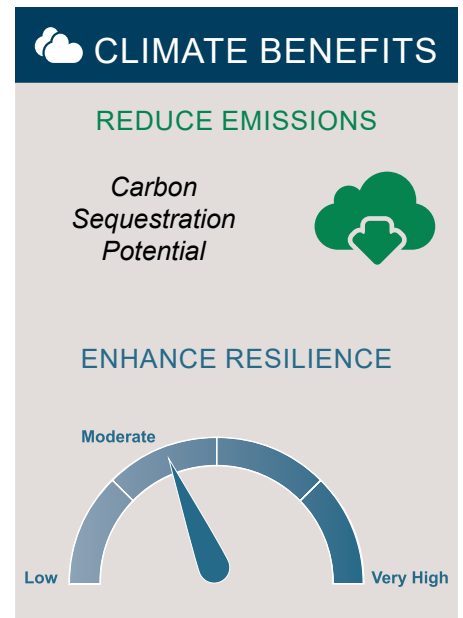 CLIMATE BENEFITS
REDUCE EMISSIONS
Carbon
Sequestration
Potential
ENHANCE RESILIENCE
Moderate
Low
Very High